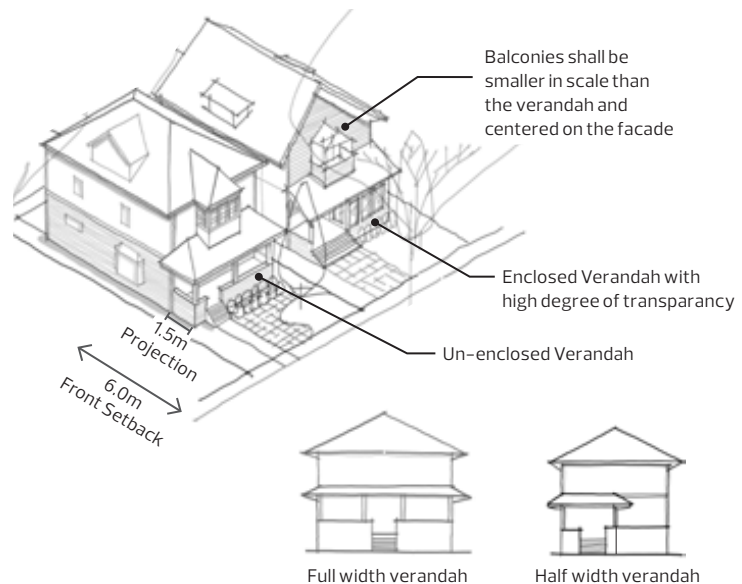 Balconies shall be
smaller in scale than
the verandah and
centered on the facade
Enclosed Verandah with
high degree of transparancy
Un-enclosed Verandah
1.5m
Projection
6.0m
Front Setback
Full width verandah
Half width verandah